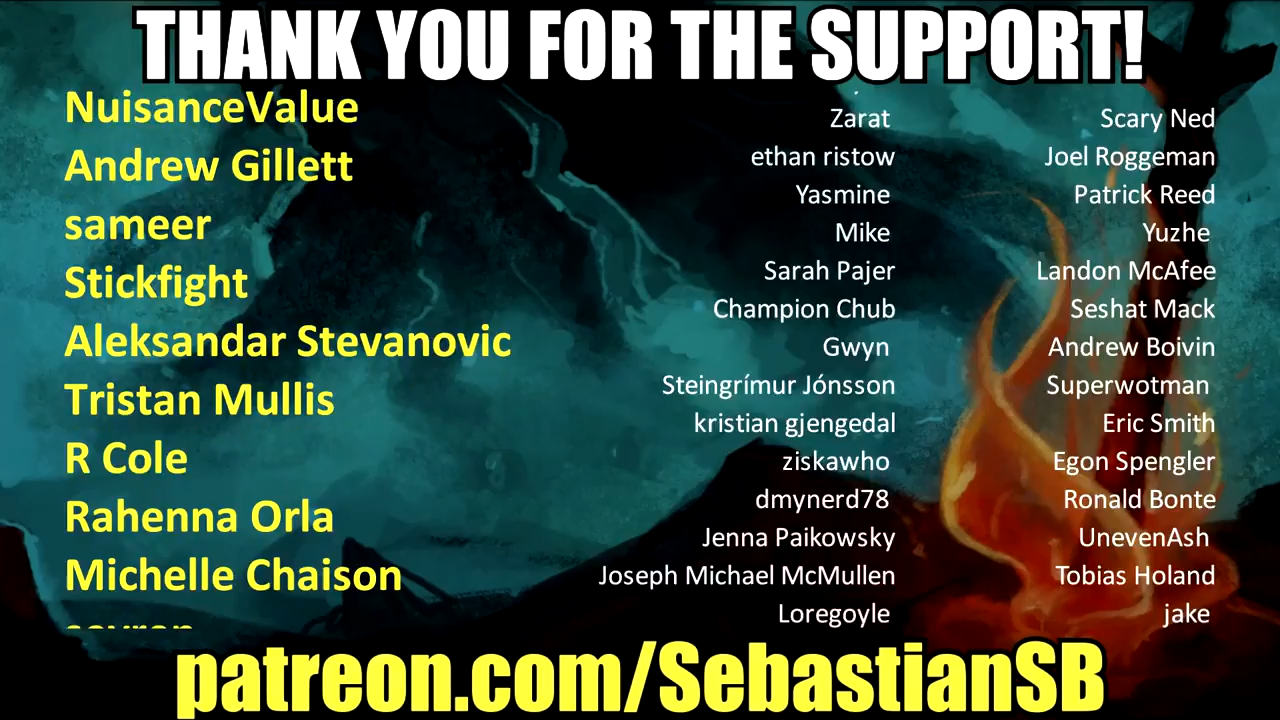 THANK YOU FOR THE SUPPORT!
NuisanceValue
Andrew Gillett
sameer
Stickfight
Aleksandar Stevanovic
Tristan Mullis
R Cole
Rahenna Orla
Michelle Chaison
Zarat
ethan ristow
Yasmine
Mike
Sarah Pajer
Champion Chub
Gwyn
Steingrímur Jónsson
kristian gjengedal
ziskawho
dmynerd78
Jenna Paikowsky
Joseph Michael McMullen
Loregoyle
Scary Ned
Joel Roggeman
Patrick Reed
Yuzhe
Landon McAfee
Seshat Mack
Andrew Boivin
Superwotman
Eric Smith
Egon Spengler
Ronald Bonte
UnevenAsh
Tobias Holand
jake
patreon.com/SebastianSB